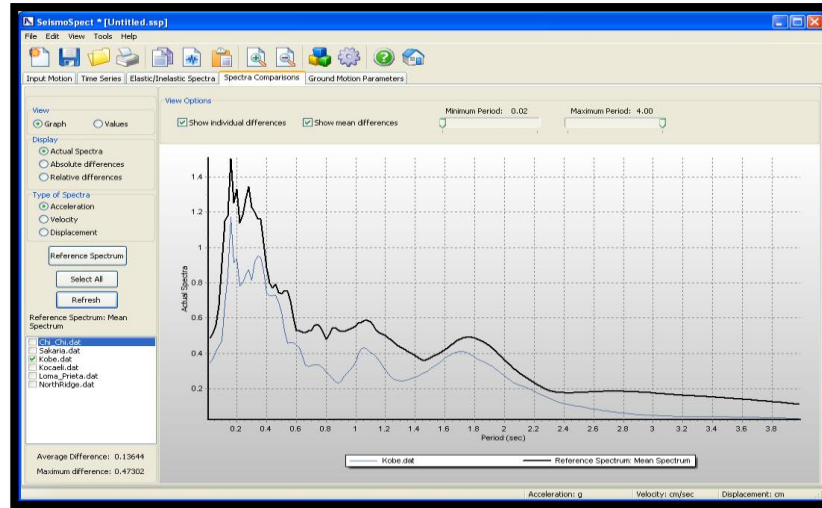 SeismoSpect * [Untitled.ssp]
File Edit View Tools Help
Input Motion Time Series Elastic/Inelastic Spectra Spectra Comparisons Ground Motion Parameters
View
Graph Values
Display
Actual Spectra
Absolute differences
Relative differences
Type of Spectra
Acceleration
Velocity
Displacement
Reference Spectrum
Select All
Refresh
Reference Spectrum: Mean
Spectrum
Chi_Chi.dat
Sakaria.dat
Kobe.dat
Kocaeli.dat
Loma_Prieta.dat
NorthRidge.dat
Average Difference: 0.13644
Maximum difference: 0.47302
View Options
Show individual differences Show mean differences
Minimum Period: 0.02 Maximum Period: 4.00
Actual Spectra
1.4
1.2
1
0.8
0.6
0.4
0.2
0.2 0.4 0.6 0.8 1 1.2 1.4 1.6 1.8 2 2.2 2.4 2.6 2.8 3 3.2 3.4 3.6 3.8
Period (sec)
Kobe.dat Reference Spectrum: Mean Spectrum
Acceleration: g Velocity: cm/sec Displacement: cm